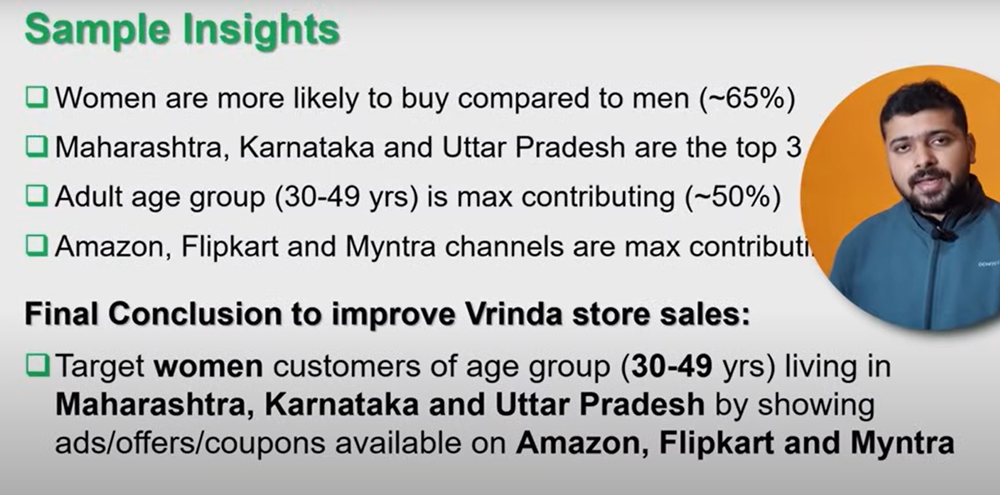 Sample Insights
Women are more likely to buy compared to men (~65%)
Maharashtra, Karnataka and Uttar Pradesh are the top 3
Adult age group (30-49 yrs) is max contributing (~50%)
Amazon, Flipkart and Myntra channels are max
Final Conclusion to improve Vrinda store sales:
Target women customers of age group (30-49 yrs) living in
Maharashtra, Karnataka and Uttar Pradesh by showing
ads/offers/coupons available on Amazon, Flipkart and Myntra